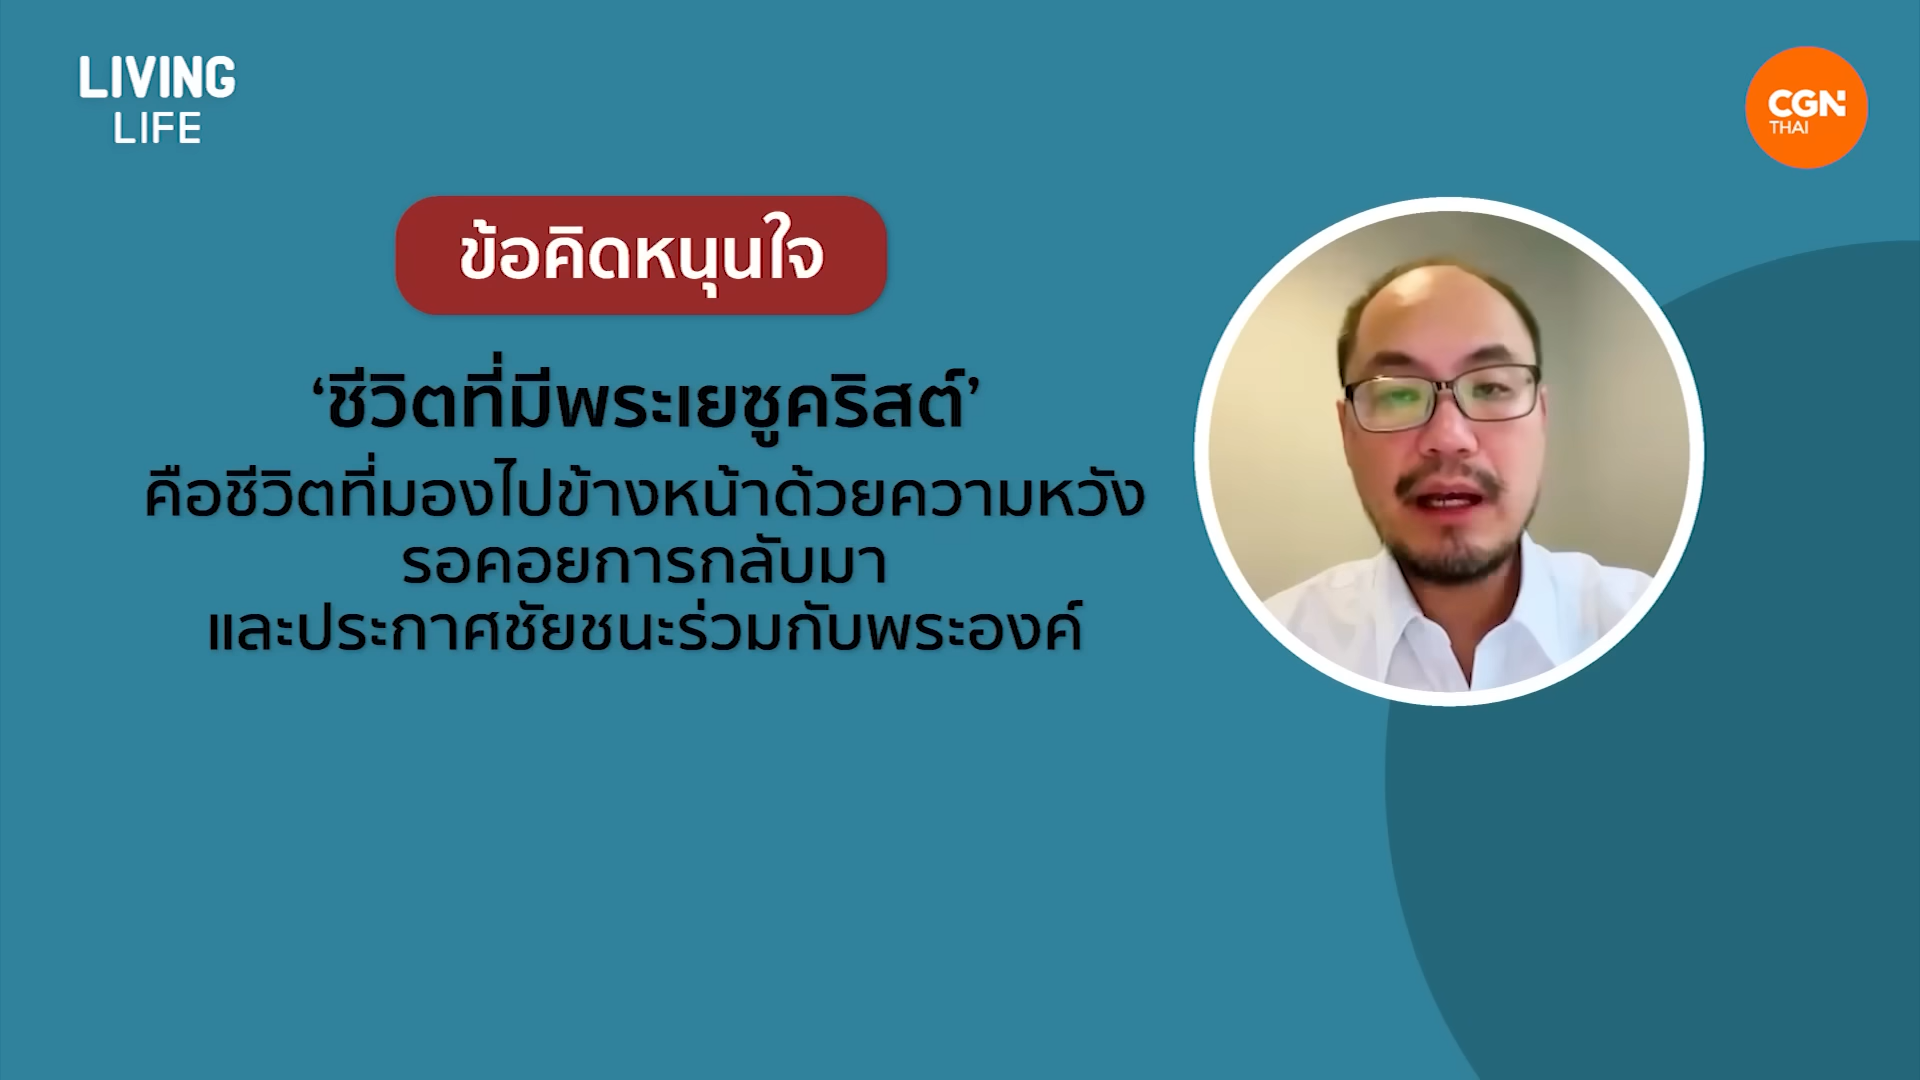 LIVING
LIFE
CGN
THAI
ข้อคิดหนุนใจ
‘ชีวิตที่มีพระเยซูคริสต์’
คือชีวิตที่มองไปข้างหน้าด้วยความหวัง
รอคอยการกลับมา
และประกาศชัยชนะร่วมกับพระองค์